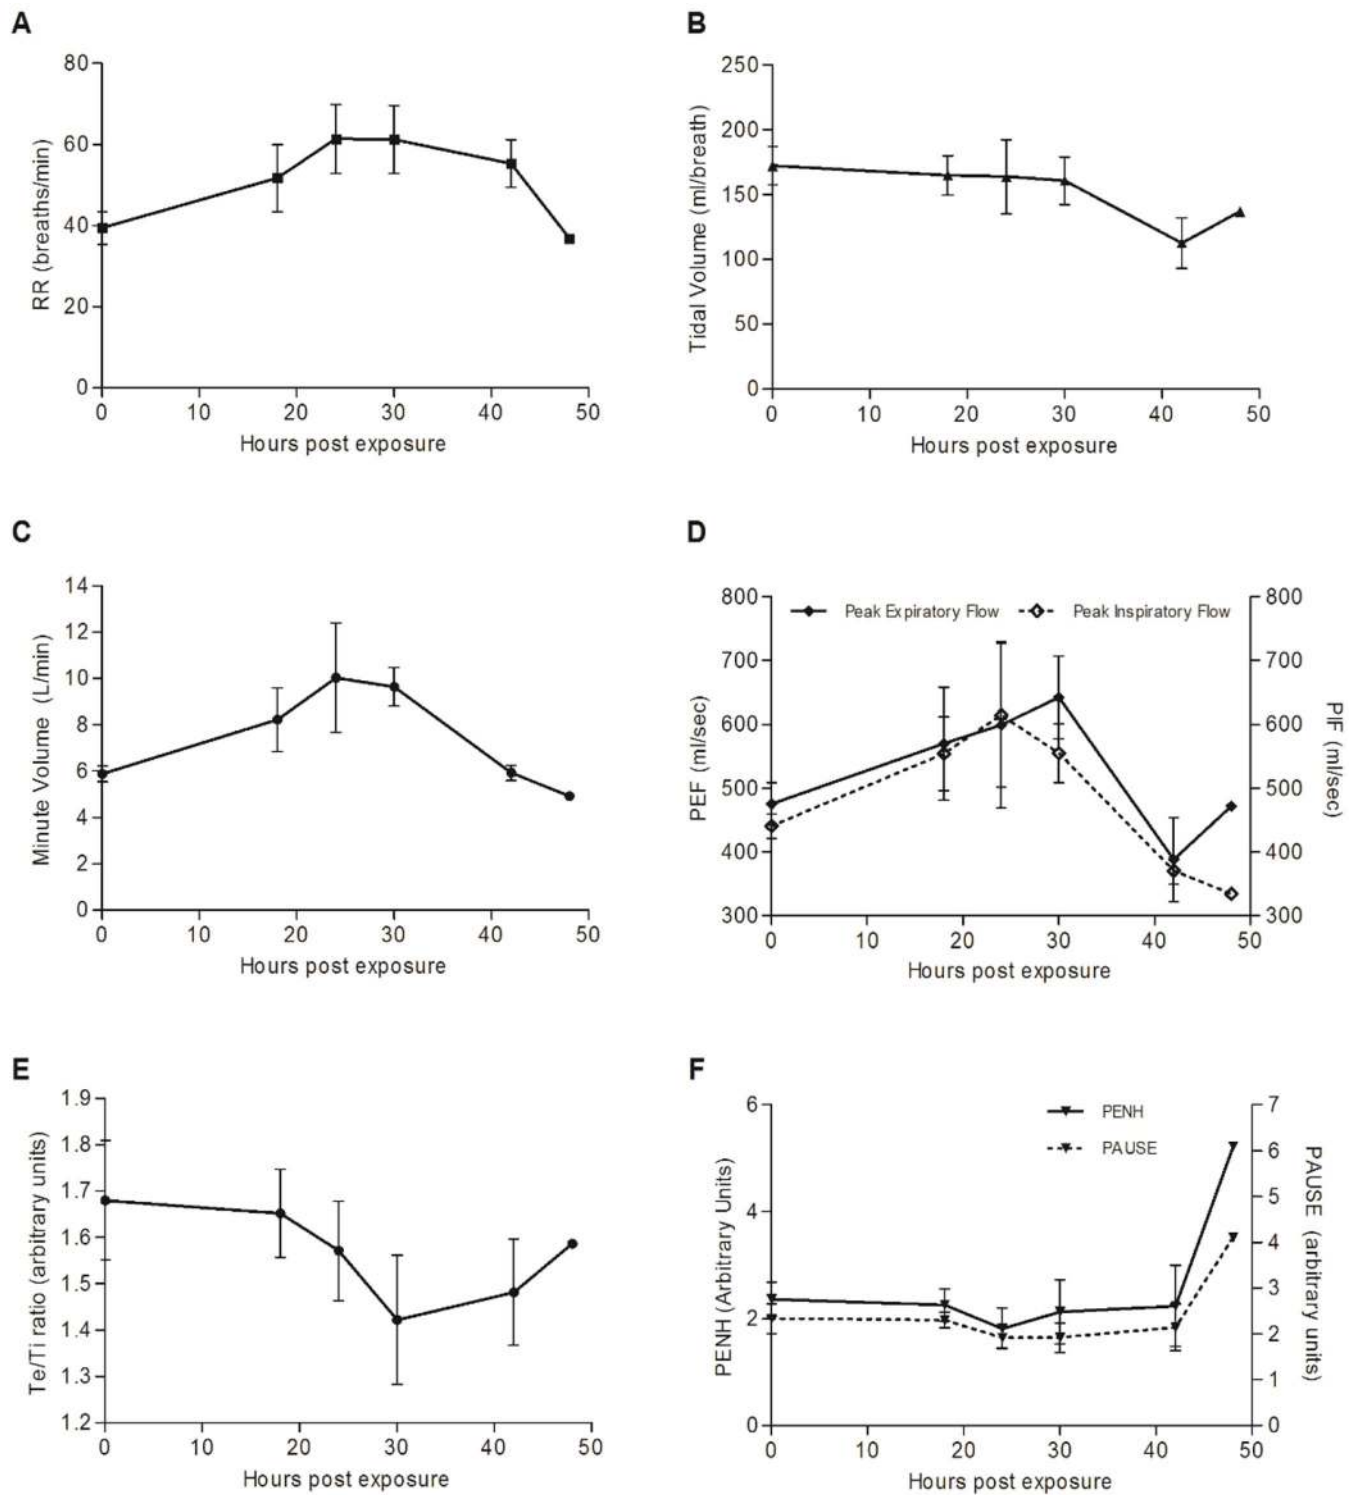 A
80
60
40
20
0
RR (breaths/min)
0 10 20 30 40 50
Hours post exposure
B
250
200
150
100
50
0
Tidal Volume (ml/breath)
0 10 20 30 40 50
Hours post exposure
C
14
12
10
8
6
4
2
0
Minute Volume (L/min)
0 10 20 30 40 50
Hours post exposure
D
Peak Expiratory Flow Peak Inspiratory Flow
800
700
600
500
400
300
PEF (ml/sec)
800
700
600
500
400
300
PIF (ml/sec)
0 10 20 30 40 50
Hours post exposure
E
1.9
1.8
1.7
1.6
1.5
1.4
1.3
1.2
Te/Ti ratio (arbitrary units)
0 10 20 30 40 50
Hours post exposure
F
PENH
PAUSE
6
4
2
0
PENH (Arbitrary Units)
7
6
5
4
3
2
1
0
PAUSE (arbitrary units)
0 10 20 30 40 50
Hours post exposure